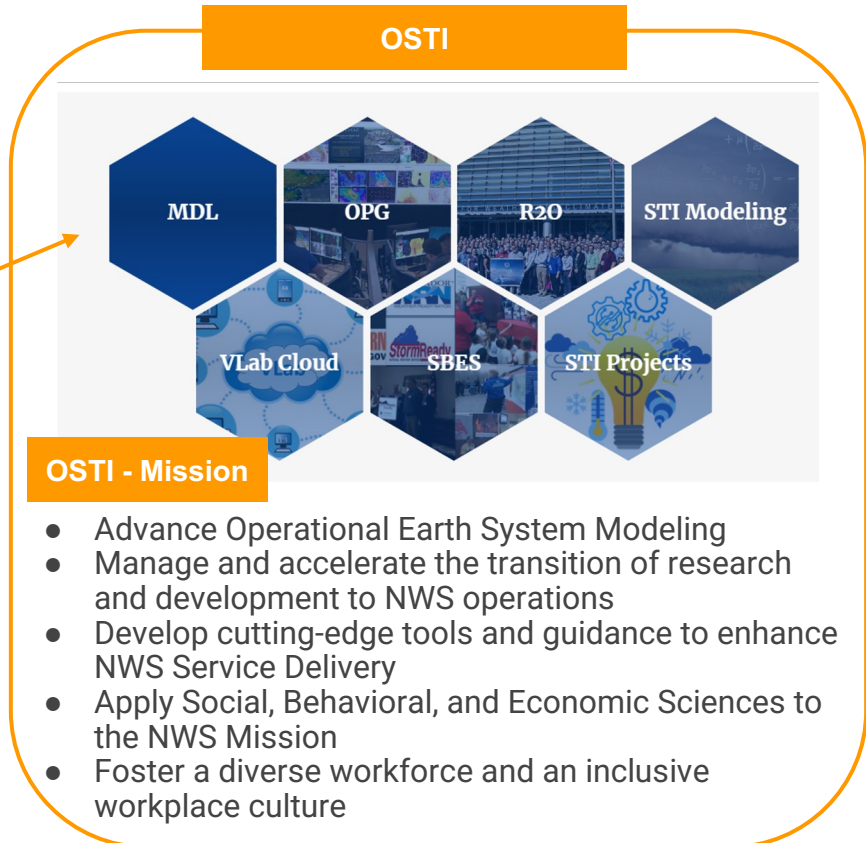 OSTI
MDL
OPG
R2O
STI Modeling
VLab Cloud
SBES
STI Projects
StormReady
OSTI - Mission
● Advance Operational Earth System Modeling
● Manage and accelerate the transition of research
and development to NWS operations
● Develop cutting-edge tools and guidance to enhance
NWS Service Delivery
● Apply Social, Behavioral, and Economic Sciences to
the NWS Mission
● Foster a diverse workforce and an inclusive
workplace culture